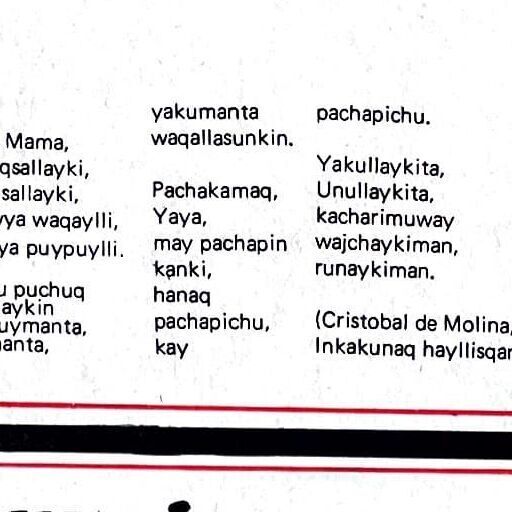 Mama,
qsallayki,
sallayki,
ya waqaylli,
ya puypuylli.
u puchuq
aykin
uymanta,
anta,
yakumanta
waqallasunkin.
Pachakamaq,
Yaya,
may pachapin
kanki,
hanaq
pachapichu,
kay
pachapichu.
Yakullaykita,
Unullaykita,
kacharimuway
wajchaykiman,
runaykiman.
(Cristobal de Molina,
Inkakunaq hayllisqan